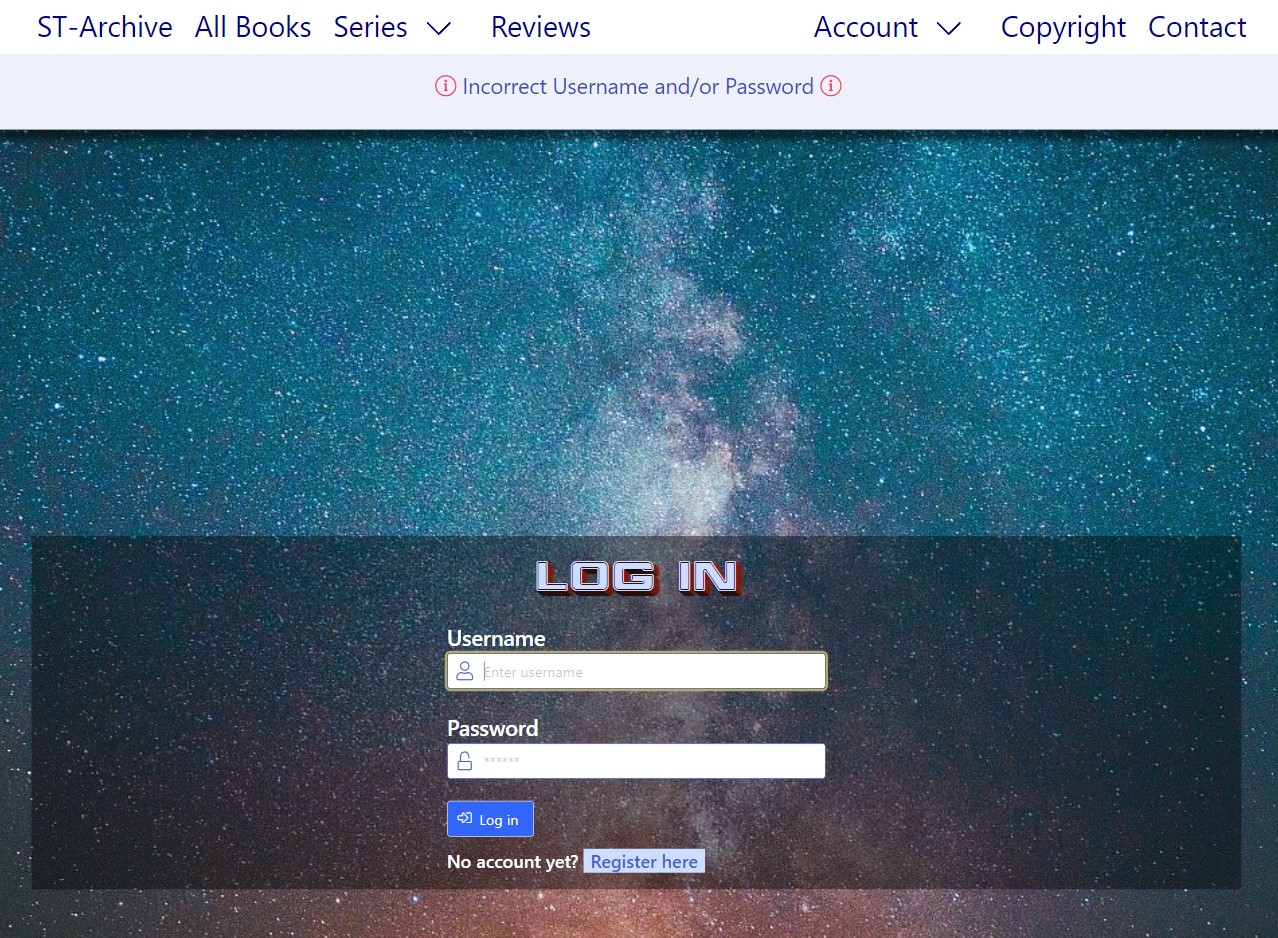 ST-Archive All Books Series Reviews Account Copyright Contact
Incorrect Username and/or Password
LOG IN
Username
Enter username
Password
******
Log in
No account yet? Register here